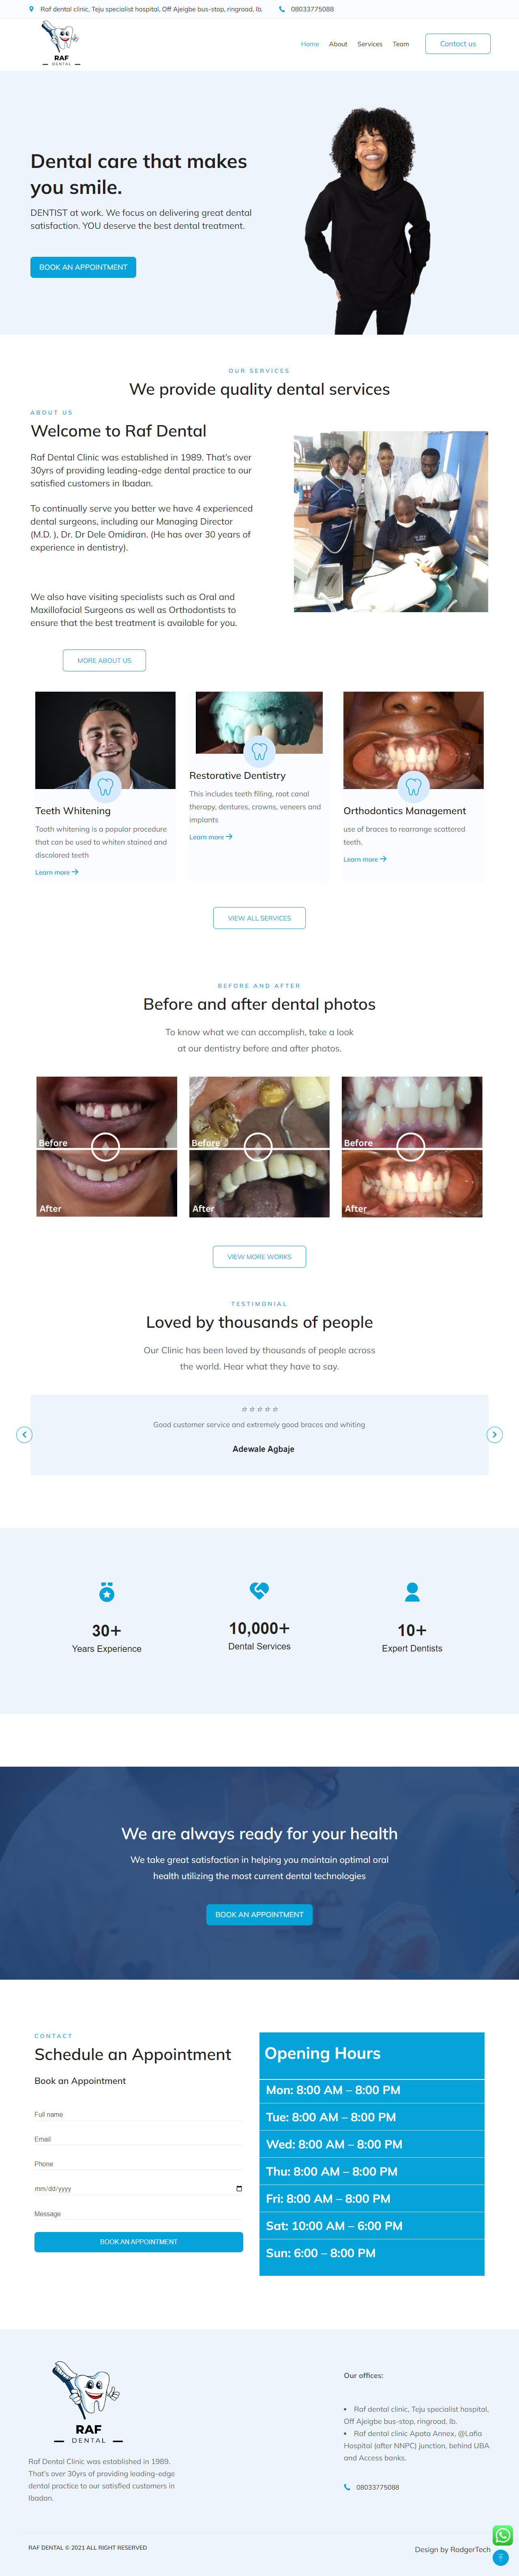 Raf dental clinic, Teju specialist hospital, Off Ajeigbe bus-stop, ringroad, Ib.
08033775088
RAF
DENTAL
Home
About
Services
Team
Contact us
Dental care that makes
you smile.
DENTIST at work. We focus on delivering great dental
satisfaction. YOU deserve the best dental treatment.
BOOK AN APPOINTMENT
OUR SERVICES
We provide quality dental services
ABOUT US
Welcome to Raf Dental
Raf Dental Clinic was established in 1989. That's over
30yrs of providing leading-edge dental practice to our
satisfied customers in Ibadan.
To continually serve you better we have 4 experienced
dental surgeons, including our Managing Director
(M.D. ), Dr. Dr Dele Omidiran. (He has over 30 years of
experience in dentistry).
We also have visiting specialists such as Oral and
Maxillofacial Surgeons as well as Orthodontists to
ensure that the best treatment is available for you.
MORE ABOUT US
Teeth Whitening
Tooth whitening is a popular procedure
that can be used to whiten stained and
discolored teeth
Learn more
Restorative Dentistry
This includes teeth filling, root canal
therapy, dentures, crowns, veneers and
implants
Learn more
Orthodontics Management
use of braces to rearrange scattered
teeth.
Learn more
VIEW ALL SERVICES
BEFORE AND AFTER
Before and after dental photos
To know what we can accomplish, take a look
at our dentistry before and after photos.
Before
After
Before
After
Before
After
VIEW MORE WORKS
TESTIMONIAL
Loved by thousands of people
Our Clinic has been loved by thousands of people across
the world. Hear what they have to say.
Good customer service and extremely good braces and whiting
Adewale Agbaje
30+
Years Experience
10,000+
Dental Services
10+
Expert Dentists
We are always ready for your health
We take great satisfaction in helping you maintain optimal oral
health utilizing the most current dental technologies
BOOK AN APPOINTMENT
CONTACT
Schedule an Appointment
Book an Appointment
Full name
Email
Phone
mm/dd/yyyy
Message
BOOK AN APPOINTMENT
Opening Hours
Mon: 8:00 AM – 8:00 PM
Tue: 8:00 AM – 8:00 PM
Wed: 8:00 AM – 8:00 PM
Thu: 8:00 AM – 8:00 PM
Fri: 8:00 AM – 8:00 PM
Sat: 10:00 AM – 6:00 PM
Sun: 6:00 – 8:00 PM
RAF
DENTAL
Raf Dental Clinic was established in 1989.
That's over 30yrs of providing leading-edge
dental practice to our satisfied customers in
Ibadan.
Our offices:
Raf dental clinic, Teju specialist hospital,
Off Ajeigbe bus-stop, ringroad, Ib.
Raf dental clinic Apata Annex, @Lafia
Hospital (after NNPC) junction, behind UBA
and Access banks.
08033775088
RAF DENTAL © 2021 ALL RIGHT RESERVED
Design by RodgerTech